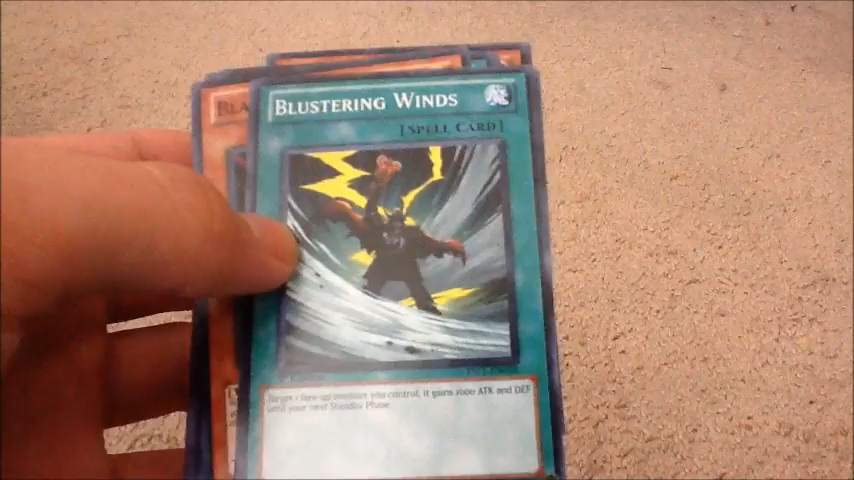 BLA
BLUSTERING WINDS
[SPELL CARD]
Target 1 face-up monster you control; it gains 1000 ATK and DEF
until your next Standby Phase.